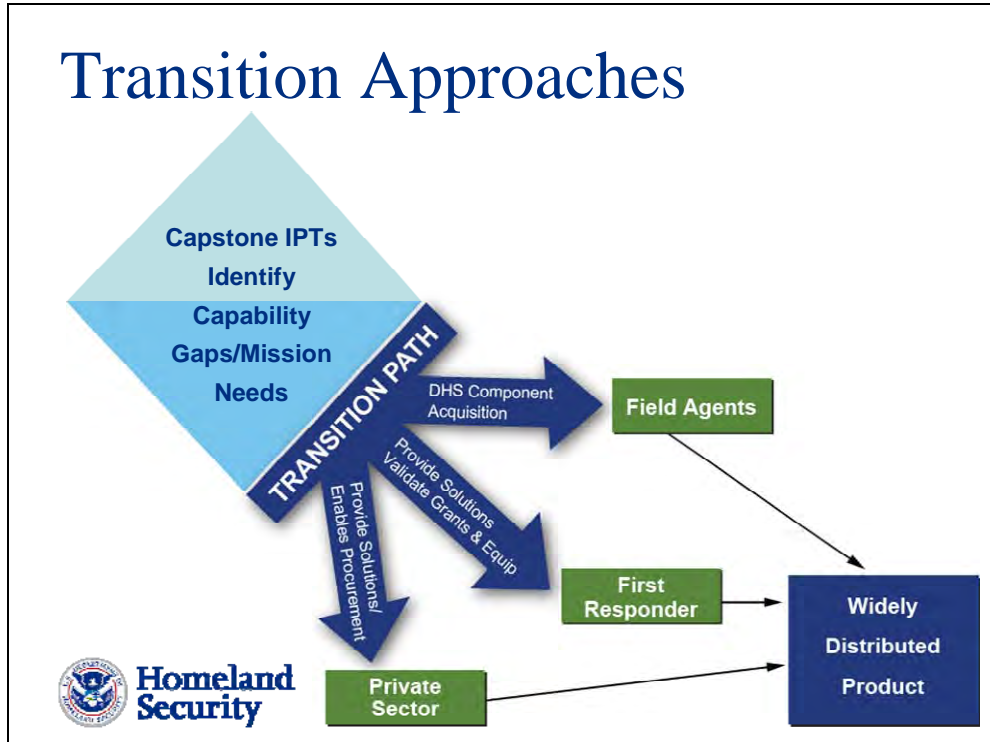 Transition Approaches
Capstone IPTs
Identify
Capability
Gaps/Mission
Needs
TRANSITION PATH
DHS Component
Acquisition
Field Agents
Provide Solutions
Validate Grants & Equip
First
Responder
Provide Solutions/
Enables Procurement
Private
Sector
Widely
Distributed
Product
Homeland
Security